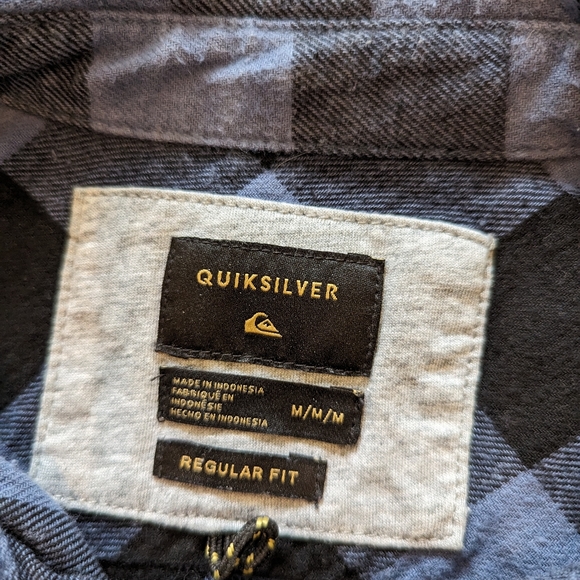 QUIKSILVER
MADE IN INDONESIA
FABRIQUÉ EN
INDONÉSIE
HECHO EN INDONESIA
M/M/M
REGULAR FIT